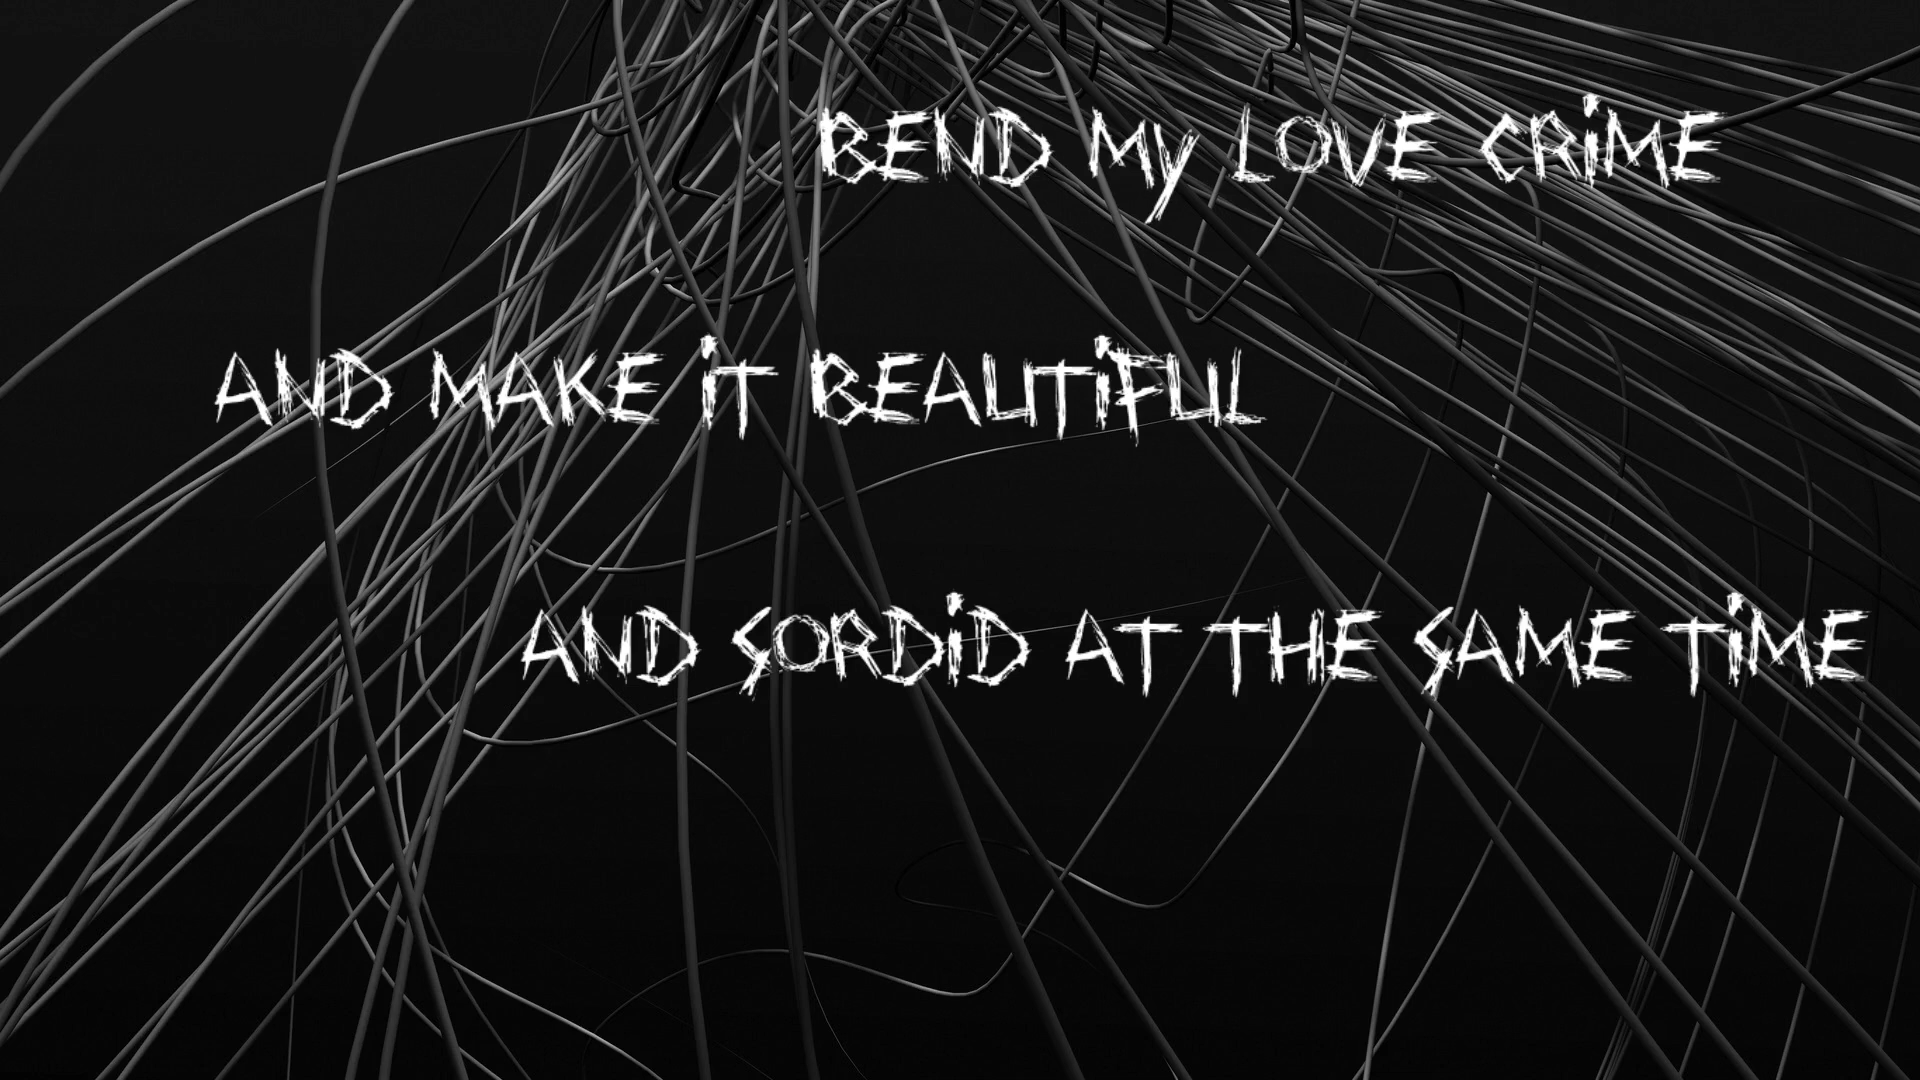 BEND My LOVE CRiME
AND MAKE iT BEAUTiFUL
AND SORDiD AT THE SAME TiME